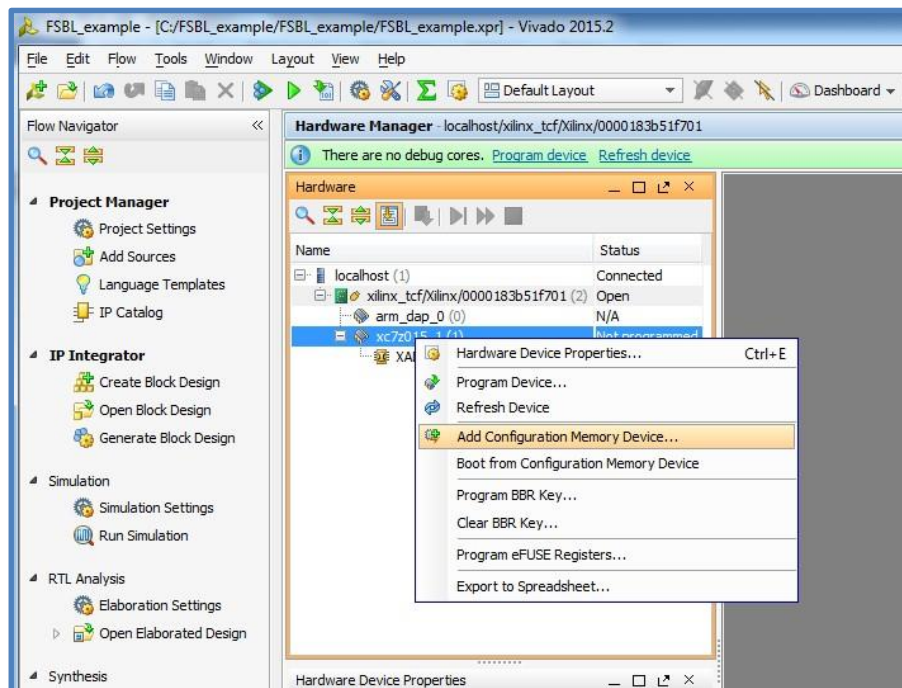 FSBL_example - [C:/FSBL_example/FSBL_example/FSBL_example.xpr] - Vivado 2015.2
File Edit Flow Tools Window Layout View Help
Default Layout Dashboard
Flow Navigator
Project Manager
Project Settings
Add Sources
Language Templates
IP Catalog
IP Integrator
Create Block Design
Open Block Design
Generate Block Design
Simulation
Simulation Settings
Run Simulation
RTL Analysis
Elaboration Settings
Open Elaborated Design
Synthesis
Hardware Manager - localhost/xilinx_tcf/Xilinx/0000183b51f701
There are no debug cores. Program device Refresh device
Hardware
Name Status
localhost (1) Connected
xilinx_tcf/Xilinx/0000183b51f701 (2) Open
arm_dap_0 (0) N/A
xc7z015_1 (1) Not programmed
XA
Hardware Device Properties... Ctrl+E
Program Device...
Refresh Device
Add Configuration Memory Device...
Boot from Configuration Memory Device
Program BBR Key...
Clear BBR Key...
Program eFUSE Registers...
Export to Spreadsheet...
Hardware Device Properties